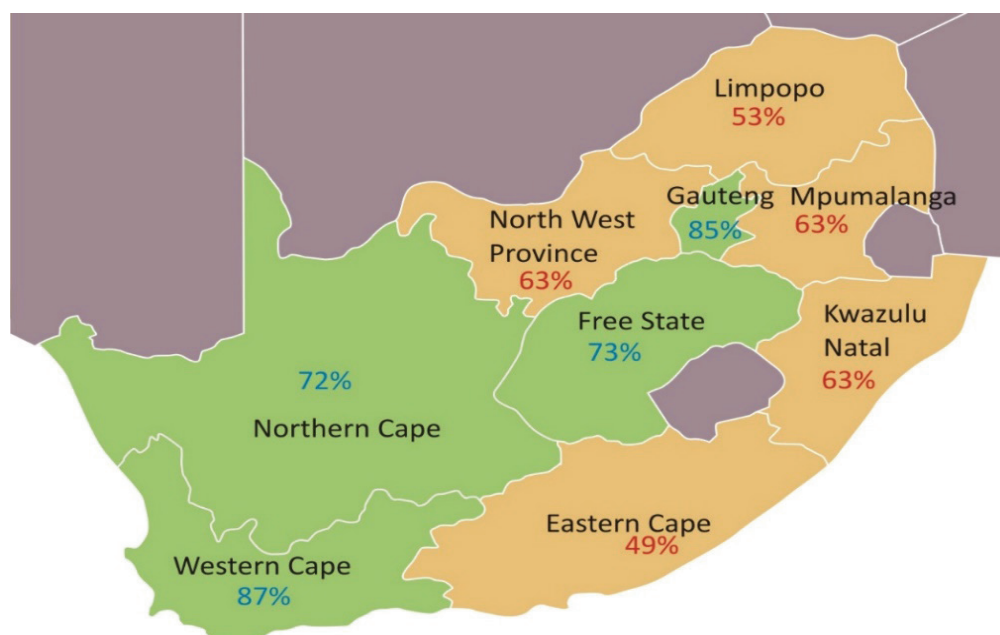 Limpopo
53%
Gauteng
85%
Mpumalanga
63%
North West
Province
63%
Free State
73%
Kwazulu
Natal
63%
72%
Northern Cape
Eastern Cape
49%
Western Cape
87%